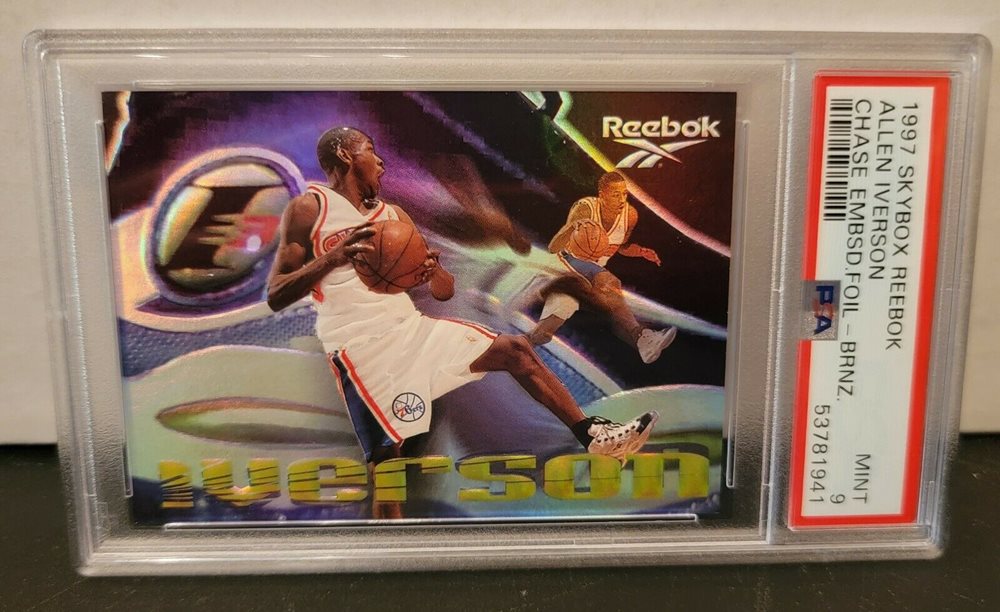 Reebok
iverson
1997 SKYBOX REEBOK
ALLEN IVERSON
CHASE EMBSD.FOIL-BRNZ.
MINT
9
PSA
53781941